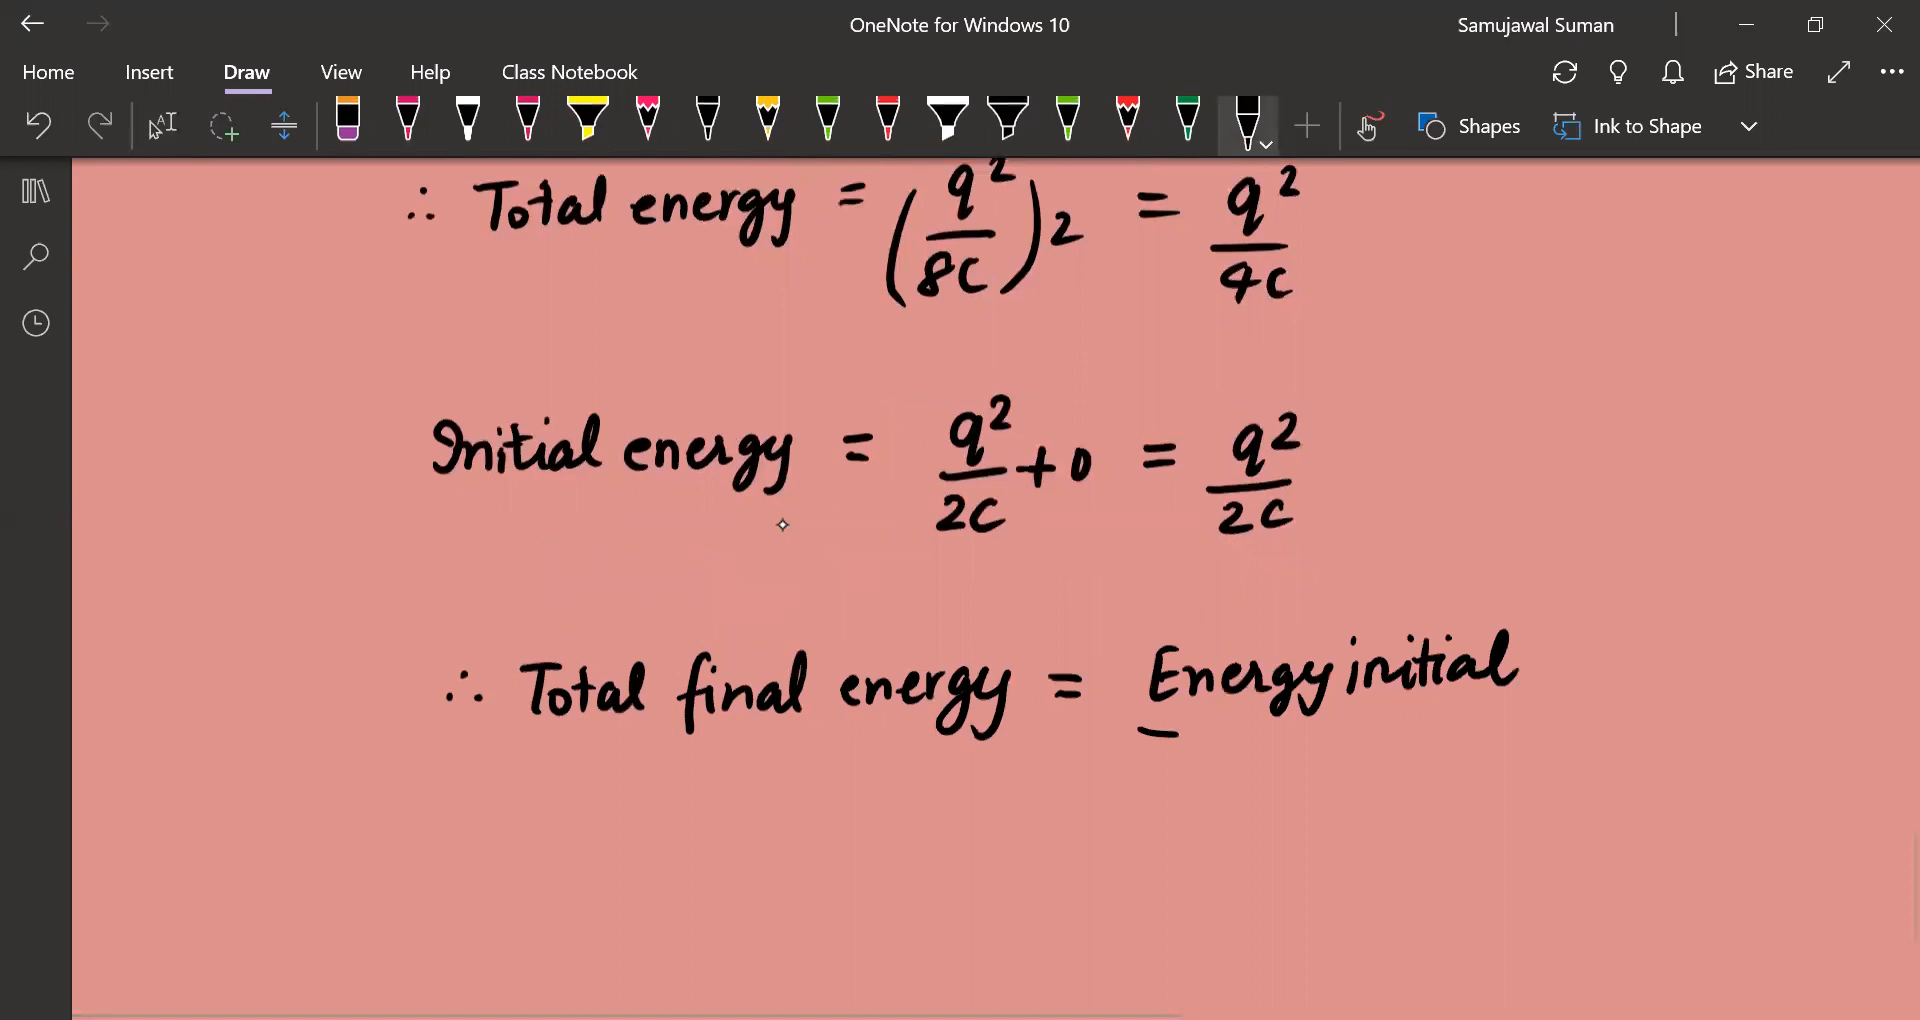 OneNote for Windows 10
Samujawal Suman
Home Insert Draw View Help Class Notebook
Share
Shapes
Ink to Shape
∴ Total energy = (q²/8C)2 = q²/4C
Initial energy = q²/2C + 0 = q²/2C
∴ Total final energy = Energy initial